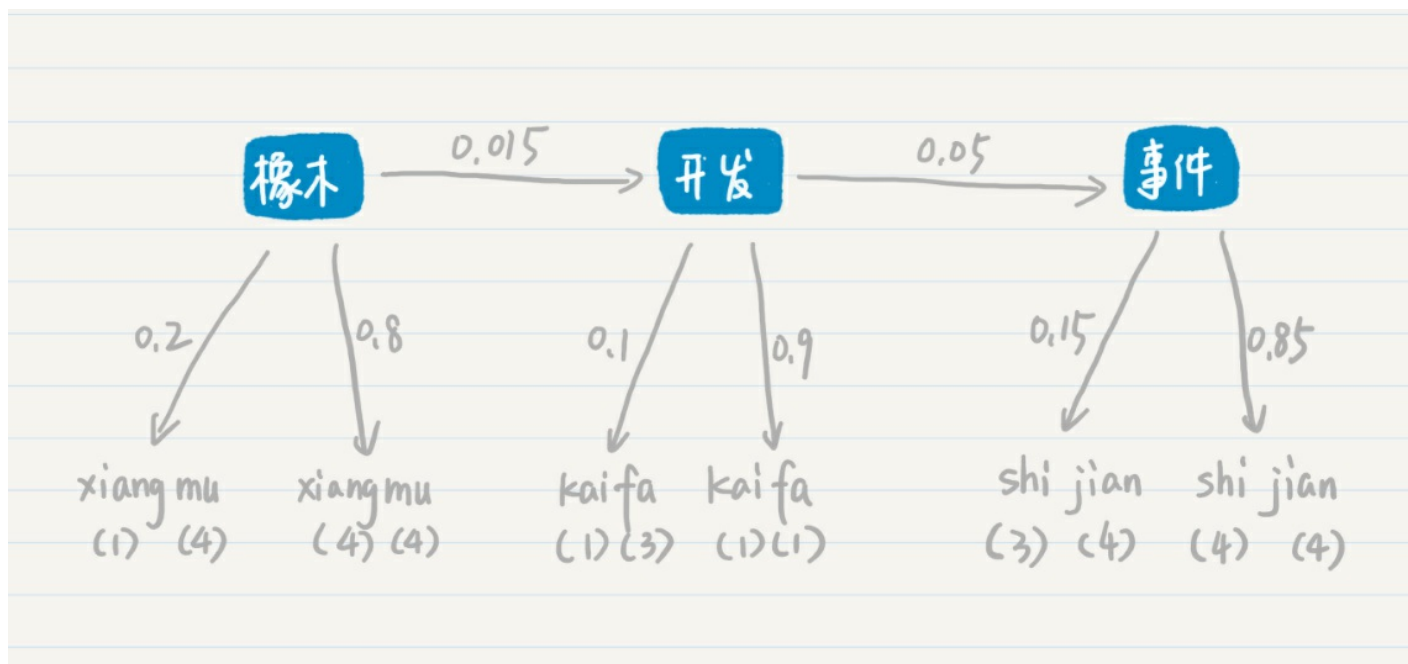 0.015 0.05
橡木 开发 事件
0.2 0.8 0.1 0.9 0.15 0.85
xiang mu xiang mu kai fa kai fa shi jian shi jian
(1) (4) (4) (4) (1) (3) (1) (1) (3) (4) (4) (4)